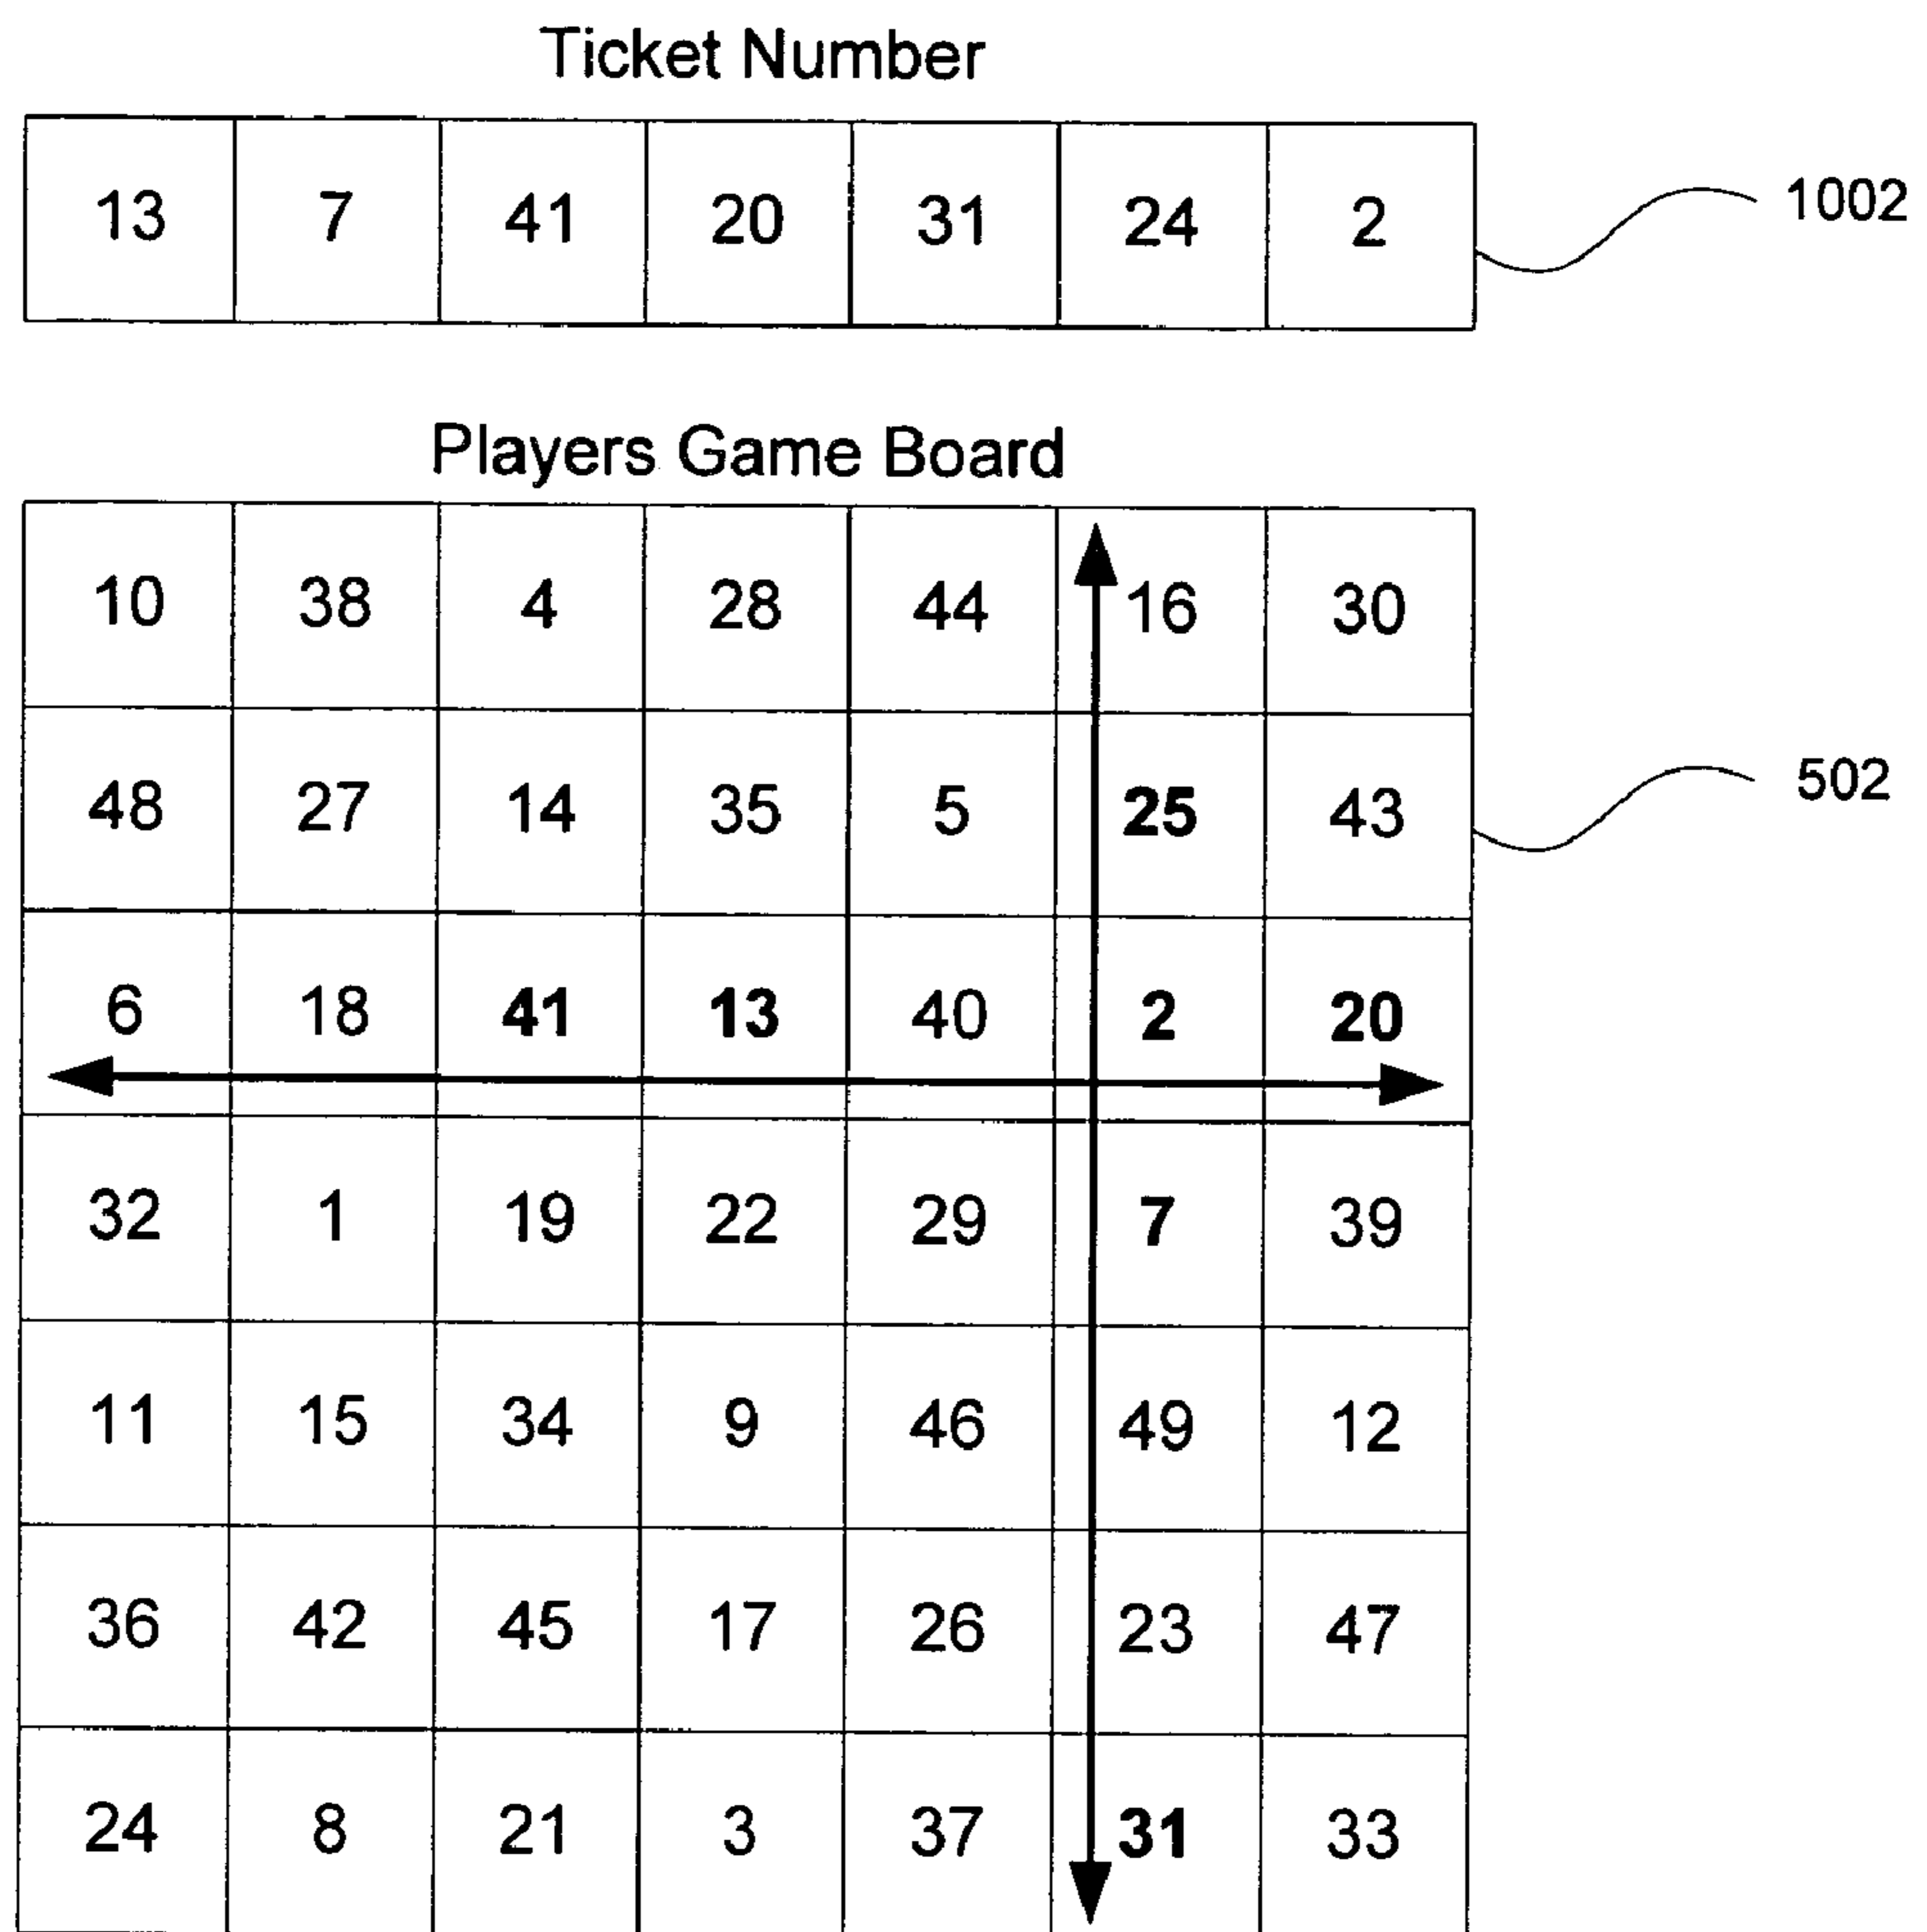 Ticket Number
13 7 41 20 31 24 2 1002
Players Game Board
10 38 4 28 44 16 30
48 27 14 35 5 25 43 502
6 18 41 13 40 2 20
32 1 19 22 29 7 39
11 15 34 9 46 49 12
36 42 45 17 26 23 47
24 8 21 3 37 31 33